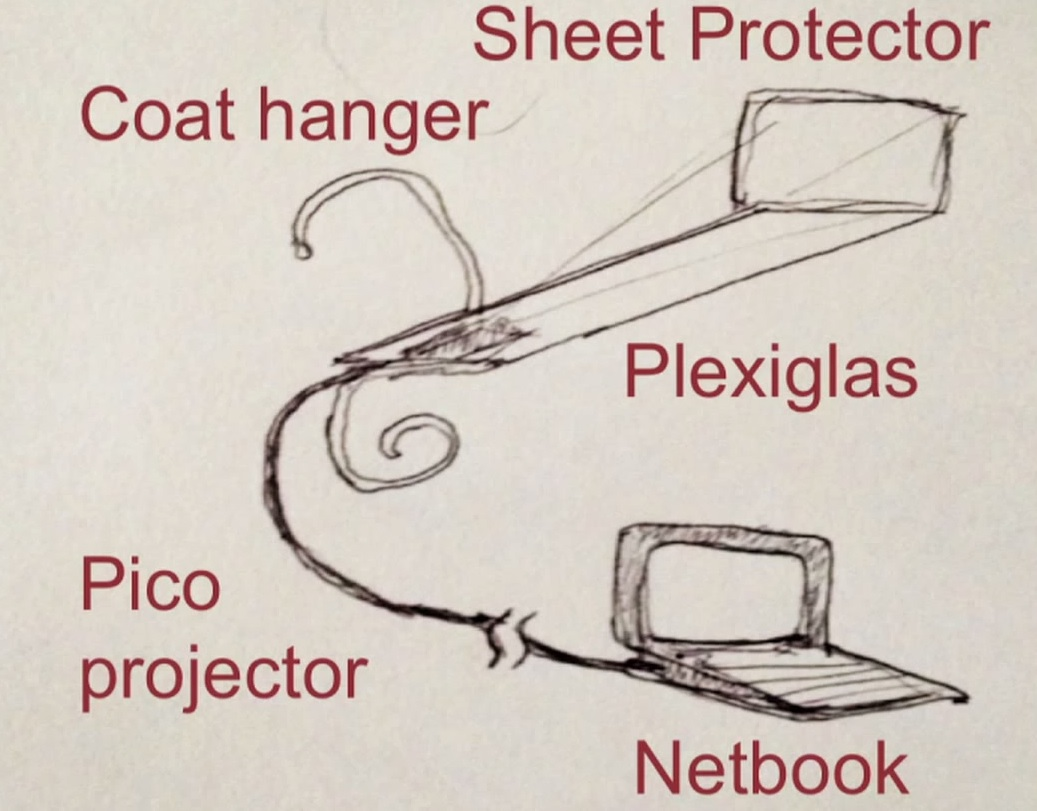 Sheet Protector
Coat hanger
Plexiglas
Pico
projector
Netbook